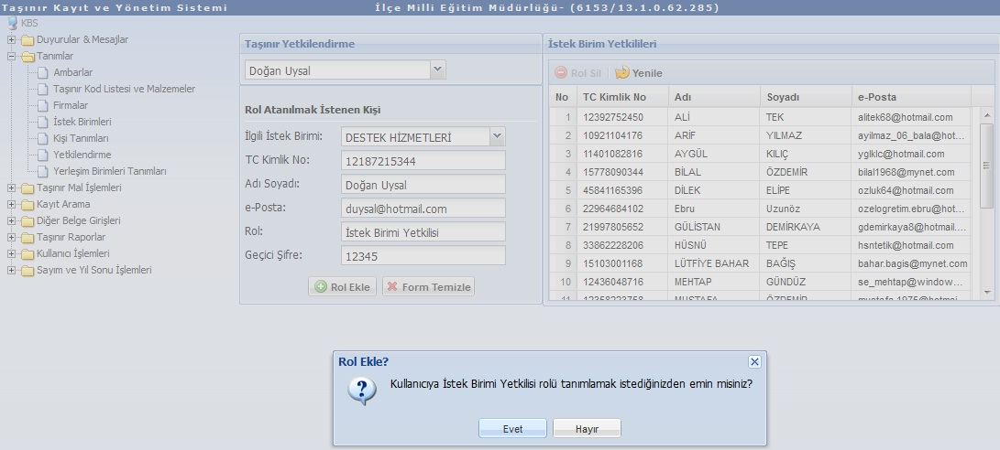 Taşınır Kayıt ve Yönetim Sistemi İlçe Milli Eğitim Müdürlüğü- (6153/13.1.0.62.285)
KBS
Duyurular & Mesajlar
Tanımlar
Ambarlar
Taşınır Kod Listesi ve Malzemeler
Firmalar
İstek Birimleri
Kişi Tanımları
Yetkilendirme
Yerleşim Birimleri Tanımları
Taşınır Mal İşlemleri
Kayıt Arama
Diğer Belge Girişleri
Taşınır Raporlar
Kullanıcı İşlemleri
Sayım ve Yıl Sonu İşlemleri
Taşınır Yetkilendirme
Doğan Uysal
Rol Atanılmak İstenen Kişi
İlgili İstek Birimi: DESTEK HİZMETLERİ
TC Kimlik No: 12187215344
Adı Soyadı: Doğan Uysal
e-Posta: duysal@hotmail.com
Rol: İstek Birimi Yetkilisi
Geçici Şifre: 12345
Rol Ekle Form Temizle
İstek Birim Yetkilileri
Rol Sil Yenile
No TC Kimlik No Adı Soyadı e-Posta
1 12392752450 ALİ TEK alitek68@hotmail.com
2 10921104176 ARİF YILMAZ ayilmaz_06_bala@hot...
3 11401082816 AYGÜL KILIÇ yglklc@hotmail.com
4 15778090344 BİLAL ÖZDEMİR bilal1968@mynet.com
5 45841165396 DİLEK ELİPE ozluk64@hotmail.com
6 22964684102 Ebru Uzunöz ozelogretim.ebru@hot...
7 21997805652 GÜLİSTAN DEMİRKAYA gdemirkaya8@hotmail....
8 33862228206 HÜSNÜ TEPE hsntetik@hotmail.com
9 15103001168 LÜTFİYE BAHAR BAĞIŞ bahar.bagis@mynet.com
10 12436048716 MEHTAP GÜNDÜZ se_mehtap@window...
11 12358223758 MUSTAFA ÖZDEMİR mustafa.1975@hotmai...
Rol Ekle?
Kullanıcıya İstek Birimi Yetkilisi rolü tanımlamak istediğinizden emin misiniz?
Evet Hayır